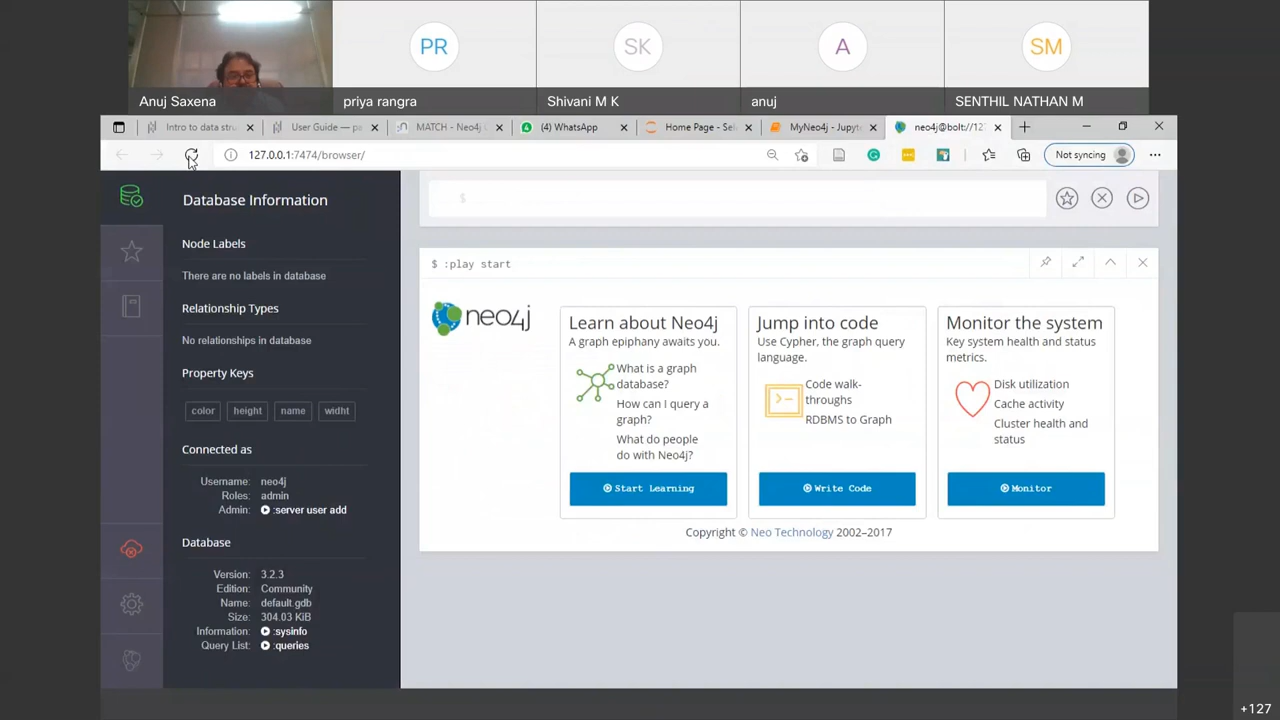 PR
SK
A
SM
Anuj Saxena
priya rangra
Shivani M K
anuj
SENTHIL NATHAN M
Intro to data stru
User Guide — pa
MATCH - Neo4j
(4) WhatsApp
Home Page - Sele
MyNeo4j - Jupyte
neo4j@bolt://127
127.0.0.1:7474/browser/
Not syncing
Database Information
Node Labels
There are no labels in database
Relationship Types
No relationships in database
Property Keys
color
height
name
widht
Connected as
Username: neo4j
Roles: admin
Admin: :server user add
Database
Version: 3.2.3
Edition: Community
Name: default.gdb
Size: 304.03 KiB
Information: :sysinfo
Query List: :queries
$
$ :play start
neo4j
Learn about Neo4j
A graph epiphany awaits you.
What is a graph
database?
How can I query a
graph?
What do people
do with Neo4j?
Start Learning
Jump into code
Use Cypher, the graph query
language.
Code walk-
throughs
RDBMS to Graph
Write Code
Monitor the system
Key system health and status
metrics.
Disk utilization
Cache activity
Cluster health and
status
Monitor
Copyright © Neo Technology 2002–2017
+127